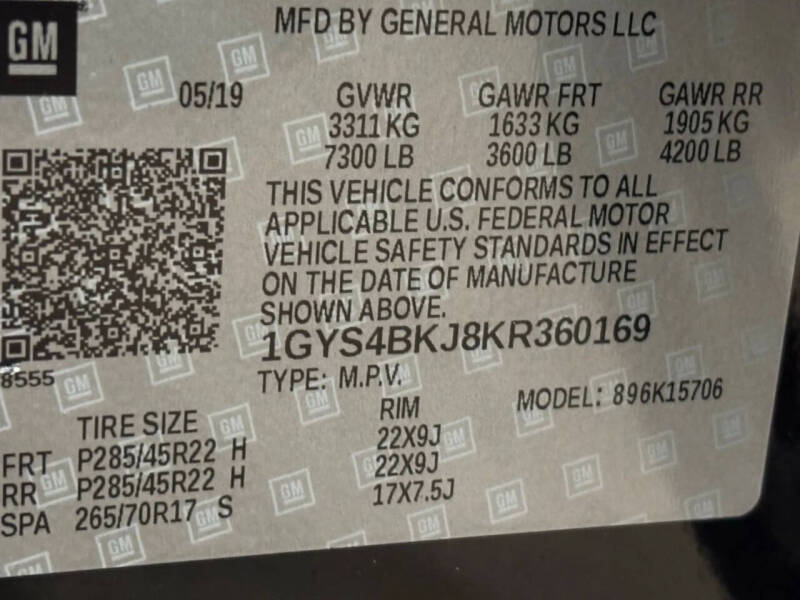 GM
MFD BY GENERAL MOTORS LLC
05/19 GVWR GAWR FRT GAWR RR
3311 KG 1633 KG 1905 KG
7300 LB 3600 LB 4200 LB
THIS VEHICLE CONFORMS TO ALL
APPLICABLE U.S. FEDERAL MOTOR
VEHICLE SAFETY STANDARDS IN EFFECT
ON THE DATE OF MANUFACTURE
SHOWN ABOVE.
1GYS4BKJ8KR360169
8555
TYPE: M.P.V. MODEL: 896K15706
TIRE SIZE RIM
FRT P285/45R22 H 22X9J
RR P285/45R22 H 22X9J
SPA 265/70R17 S 17X7.5J